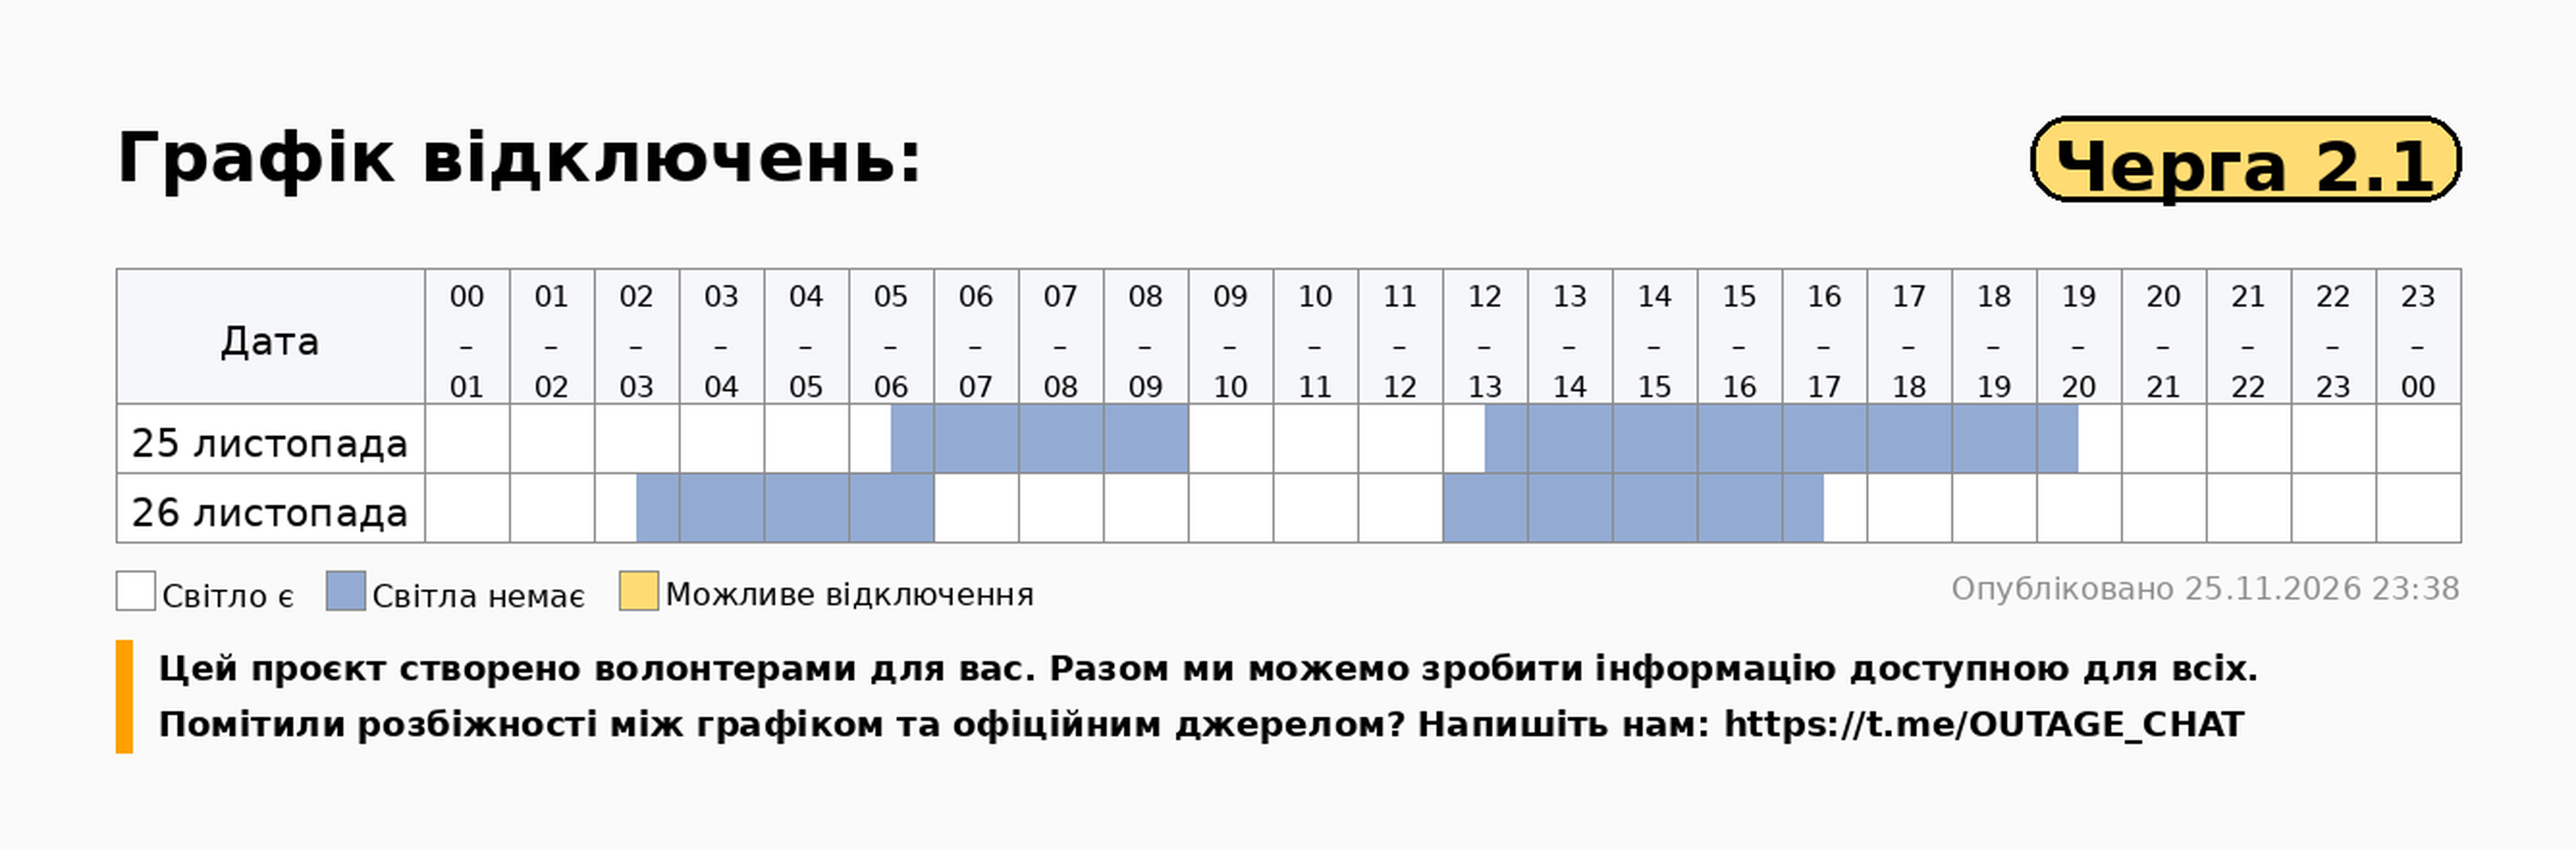 Графік відключень:
Черга 2.1
Дата
00 – 01
01 – 02
02 – 03
03 – 04
04 – 05
05 – 06
06 – 07
07 – 08
08 – 09
09 – 10
10 – 11
11 – 12
12 – 13
13 – 14
14 – 15
15 – 16
16 – 17
17 – 18
18 – 19
19 – 20
20 – 21
21 – 22
22 – 23
23 – 00
25 листопада
26 листопада
Світло є
Світла немає
Можливе відключення
Опубліковано 25.11.2026 23:38
Цей проєкт створено волонтерами для вас. Разом ми можемо зробити інформацію доступною для всіх.
Помітили розбіжності між графіком та офіційним джерелом? Напишіть нам: https://t.me/OUTAGE_CHAT